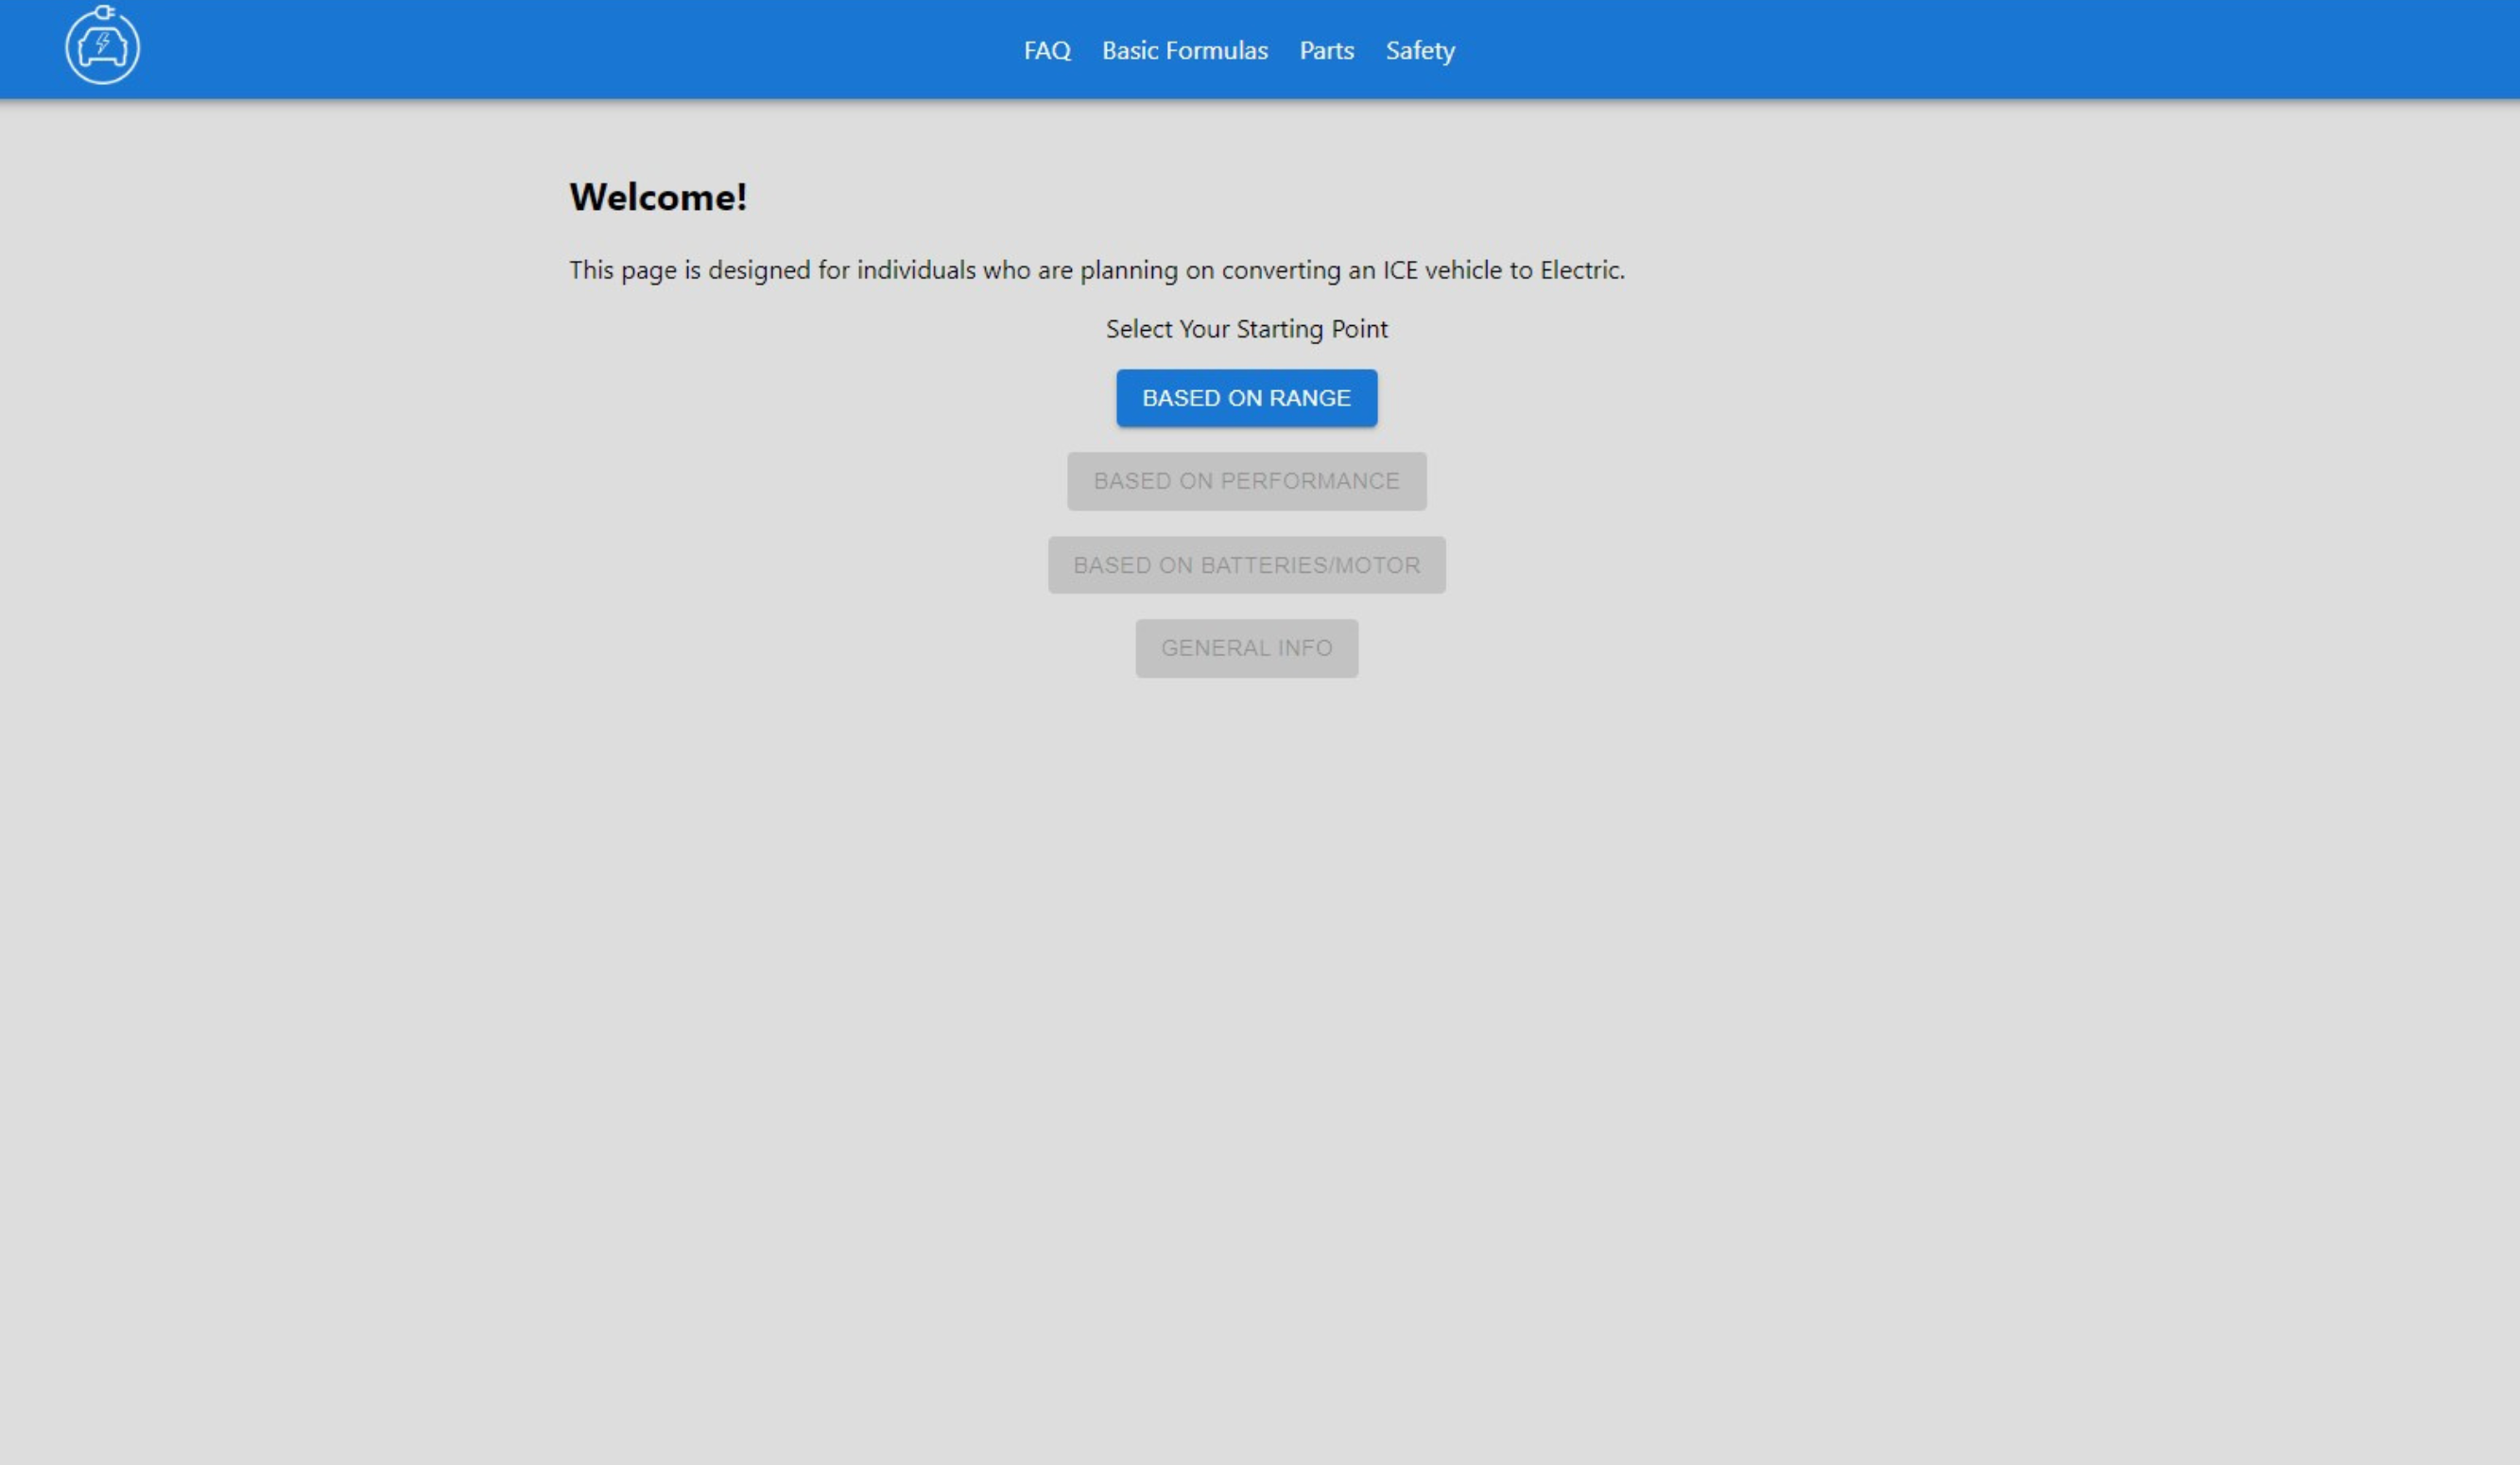 FAQ Basic Formulas Parts Safety
Welcome!
This page is designed for individuals who are planning on converting an ICE vehicle to Electric.
Select Your Starting Point
BASED ON RANGE
BASED ON PERFORMANCE
BASED ON BATTERIES/MOTOR
GENERAL INFO